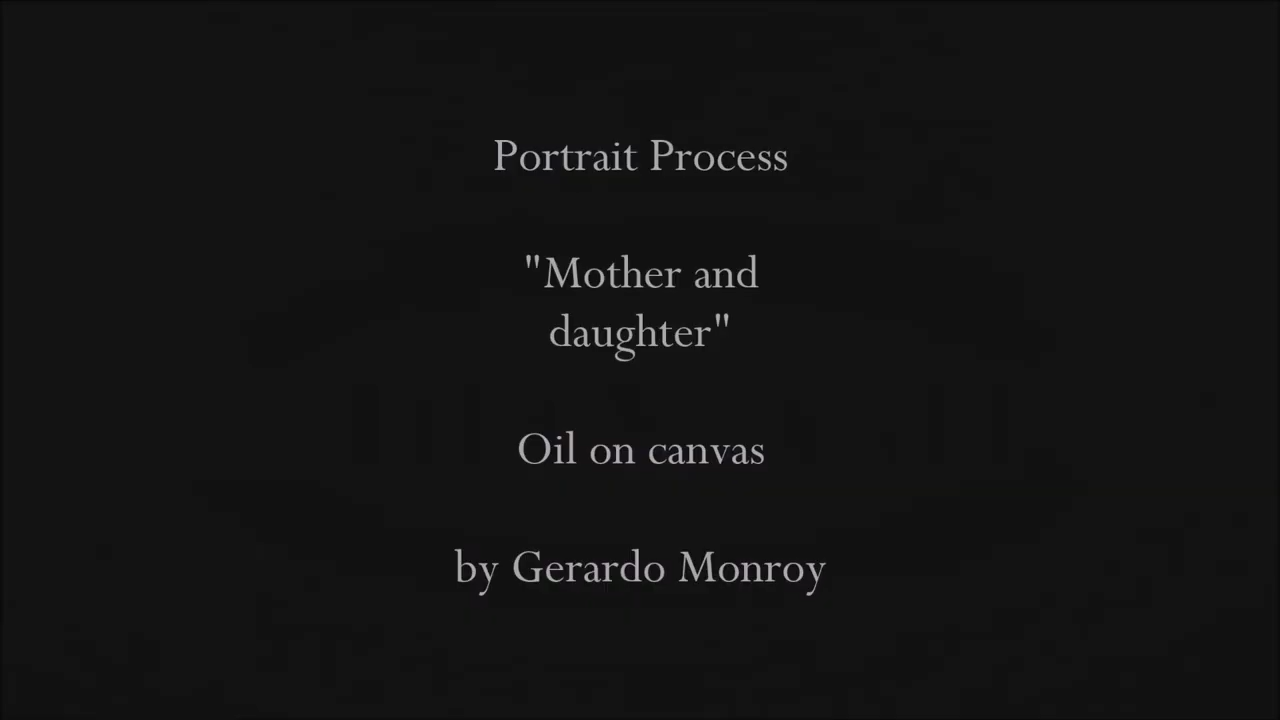 Portrait Process
"Mother and
daughter"
Oil on canvas
by Gerardo Monroy